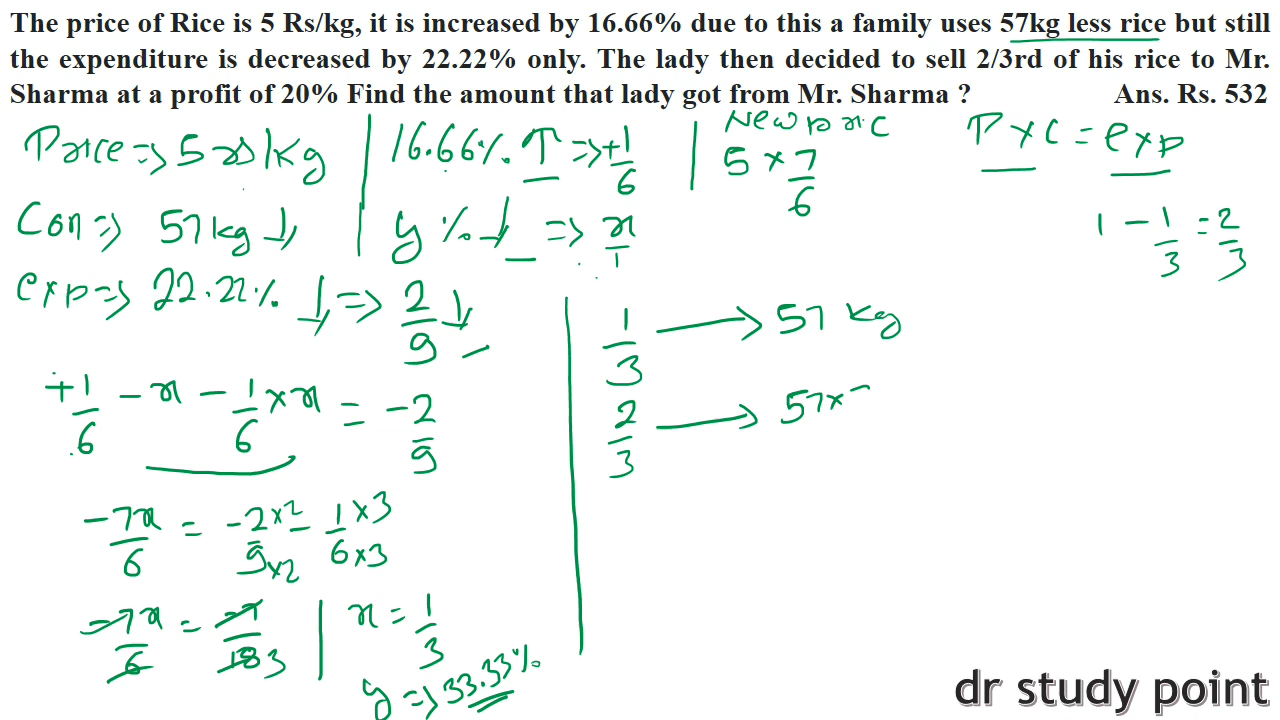 The price of Rice is 5 Rs/kg, it is increased by 16.66% due to this a family uses 57kg less rice but still
the expenditure is decreased by 22.22% only. The lady then decided to sell 2/3rd of his rice to Mr.
Sharma at a profit of 20% Find the amount that lady got from Mr. Sharma ? Ans. Rs. 532
Price => 5 rs/kg
Con => 57 kg ↓
exp => 22.22% ↓ => 2/9 ↓
16.66% ↑ => +1/6
y % ↓ => x/1
New price
5 × 7/6
P × C = exp
1 - 1/3 = 2/3
+1/6 - x - 1/6 × x = -2/9
-7x/6 = -2×2/9×2 - 1×3/6×3
-7x/6 = -7/18 3
x = 1/3
y => 33.33%
1/3 → 57 kg
2/3 → 57×
dr study point